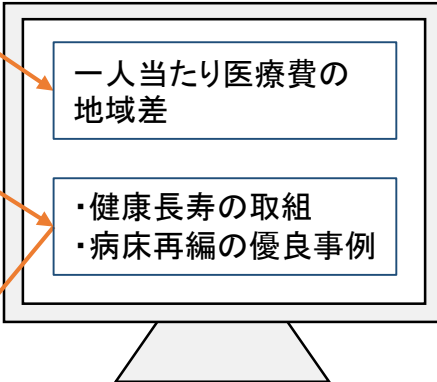 一人当たり医療費の
地域差
・健康長寿の取組
・病床再編の優良事例